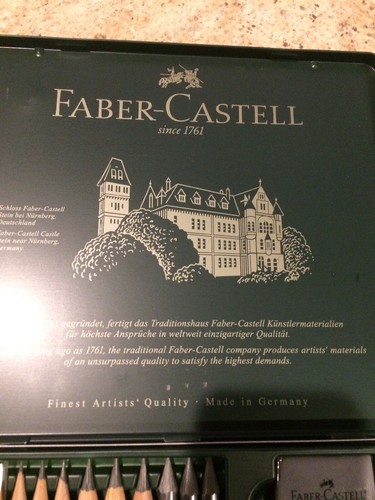 FABER-CASTELL
since 1761
Schloss Faber-Castell
Stein bei Nürnberg,
Deutschland
Faber-Castell Castle
Stein near Nürnberg,
Germany
gegründet, fertigt das Traditionshaus Faber-Castell Künstlermaterialien
für höchste Ansprüche in weltweit einzigartiger Qualität.
ago as 1761, the traditional Faber-Castell company produces artists' materials
of an unsurpassed quality to satisfy the highest demands.
Finest Artists' Quality · Made in Germany
FABER-CASTELL